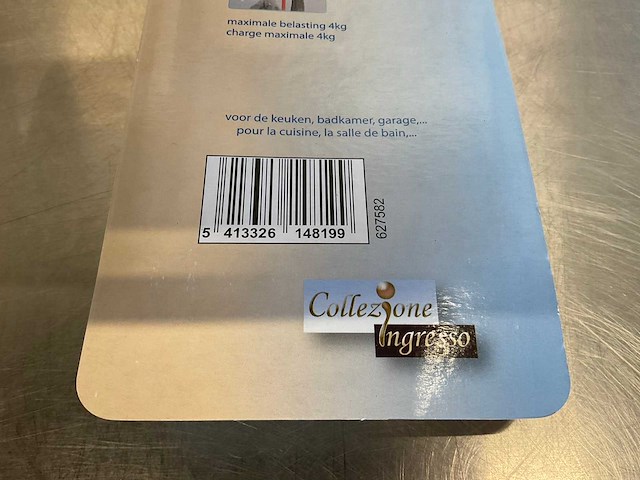 maximale belasting 4kg
charge maximale 4kg
voor de keuken, badkamer, garage,...
pour la cuisine, la salle de bain,...
5 413326 148199
627582
Collezione
ingresso